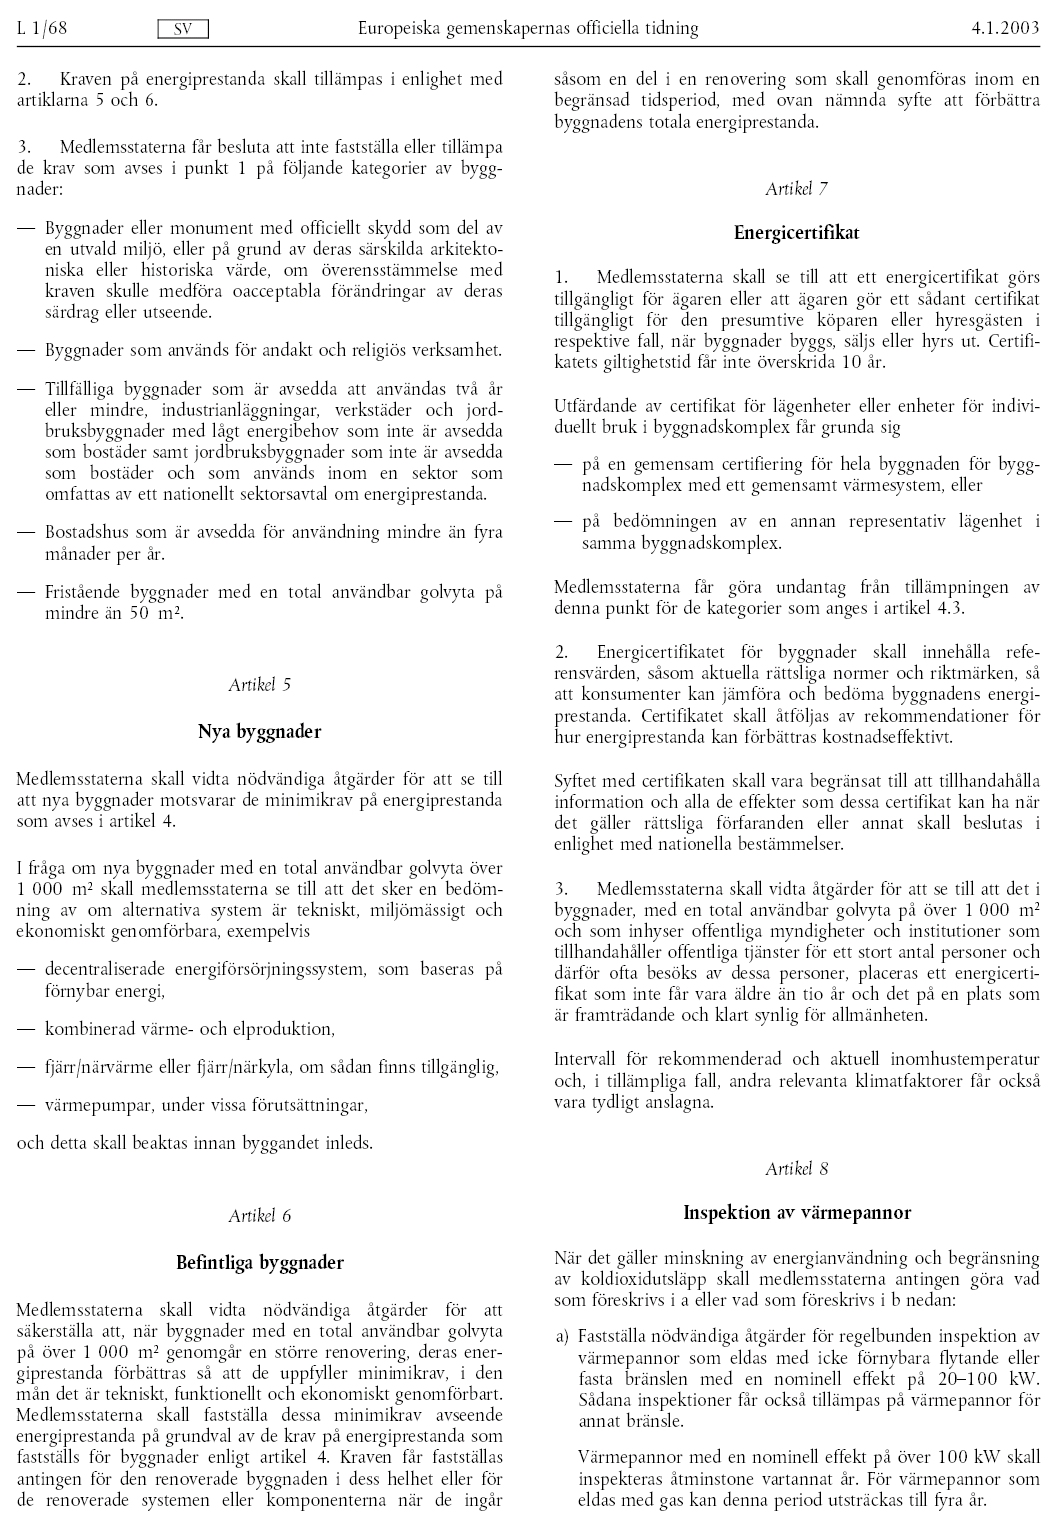 L 1/68
SV
Europeiska gemenskapernas officiella tidning
4.1.2003
2. Kraven på energiprestanda skall tillämpas i enlighet med
artiklarna 5 och 6.
3. Medlemsstaterna får besluta att inte fastställa eller tillämpa
de krav som avses i punkt 1 på följande kategorier av bygg-
nader:
— Byggnader eller monument med officiellt skydd som del av
en utvald miljö, eller på grund av deras särskilda arkitekto-
niska eller historiska värde, om överensstämmelse med
kraven skulle medföra oacceptabla förändringar av deras
särdrag eller utseende.
— Byggnader som används för andakt och religiös verksamhet.
— Tillfälliga byggnader som är avsedda att användas två år
eller mindre, industrianläggningar, verkstäder och jord-
bruksbyggnader med lågt energibehov som inte är avsedda
som bostäder samt jordbruksbyggnader som inte är avsedda
som bostäder och som används inom en sektor som
omfattas av ett nationellt sektorsavtal om energiprestanda.
— Bostadshus som är avsedda för användning mindre än fyra
månader per år.
— Fristående byggnader med en total användbar golvyta på
mindre än 50 m².
Artikel 5
Nya byggnader
Medlemsstaterna skall vidta nödvändiga åtgärder för att se till
att nya byggnader motsvarar de minimikrav på energiprestanda
som avses i artikel 4.
I fråga om nya byggnader med en total användbar golvyta över
1 000 m² skall medlemsstaterna se till att det sker en bedöm-
ning av om alternativa system är tekniskt, miljömässigt och
ekonomiskt genomförbara, exempelvis
— decentraliserade energiförsörjningssystem, som baseras på
förnybar energi,
— kombinerad värme- och elproduktion,
— fjärr/närvärme eller fjärr/närkyla, om sådan finns tillgänglig,
— värmepumpar, under vissa förutsättningar,
och detta skall beaktas innan byggandet inleds.
Artikel 6
Befintliga byggnader
Medlemsstaterna skall vidta nödvändiga åtgärder för att
säkerställa att, när byggnader med en total användbar golvyta
på över 1 000 m² genomgår en större renovering, deras ener-
giprestanda förbättras så att de uppfyller minimikrav, i den
mån det är tekniskt, funktionellt och ekonomiskt genomförbart.
Medlemsstaterna skall fastställa dessa minimikrav avseende
energiprestanda på grundval av de krav på energiprestanda som
fastställs för byggnader enligt artikel 4. Kraven får fastställas
antingen för den renoverade byggnaden i dess helhet eller för
de renoverade systemen eller komponenterna när de ingår
såsom en del i en renovering som skall genomföras inom en
begränsad tidsperiod, med ovan nämnda syfte att förbättra
byggnadens totala energiprestanda.
Artikel 7
Energicertifikat
1. Medlemsstaterna skall se till att ett energicertifikat görs
tillgängligt för ägaren eller att ägaren gör ett sådant certifikat
tillgängligt för den presumtive köparen eller hyresgästen i
respektive fall, när byggnader byggs, säljs eller hyrs ut. Certifi-
katets giltighetstid får inte överskrida 10 år.
Utfärdande av certifikat för lägenheter eller enheter för indivi-
duellt bruk i byggnadskomplex får grunda sig
— på en gemensam certifiering för hela byggnaden för bygg-
nadskomplex med ett gemensamt värmesystem, eller
— på bedömningen av en annan representativ lägenhet i
samma byggnadskomplex.
Medlemsstaterna får göra undantag från tillämpningen av
denna punkt för de kategorier som anges i artikel 4.3.
2. Energicertifikatet för byggnader skall innehålla refe-
rensvärden, såsom aktuella rättsliga normer och riktmärken, så
att konsumenter kan jämföra och bedöma byggnadens energi-
prestanda. Certifikatet skall åtföljas av rekommendationer för
hur energiprestanda kan förbättras kostnadseffektivt.
Syftet med certifikaten skall vara begränsat till att tillhandahålla
information och alla de effekter som dessa certifikat kan ha när
det gäller rättsliga förfaranden eller annat skall beslutas i
enlighet med nationella bestämmelser.
3. Medlemsstaterna skall vidta åtgärder för att se till att det i
byggnader, med en total användbar golvyta på över 1 000 m²
och som inhyser offentliga myndigheter och institutioner som
tillhandahåller offentliga tjänster för ett stort antal personer och
därför ofta besöks av dessa personer, placeras ett energicerti-
fikat som inte får vara äldre än tio år och det på en plats som
är framträdande och klart synlig för allmänheten.
Intervall för rekommenderad och aktuell inomhustemperatur
och, i tillämpliga fall, andra relevanta klimatfaktorer får också
vara tydligt anslagna.
Artikel 8
Inspektion av värmepannor
När det gäller minskning av energianvändning och begränsning
av koldioxidutsläpp skall medlemsstaterna antingen göra vad
som föreskrivs i a eller vad som föreskrivs i b nedan:
a) Fastställa nödvändiga åtgärder för regelbunden inspektion av
värmepannor som eldas med icke förnybara flytande eller
fasta bränslen med en nominell effekt på 20–100 kW.
Sådana inspektioner får också tillämpas på värmepannor för
annat bränsle.
Värmepannor med en nominell effekt på över 100 kW skall
inspekteras åtminstone vartannat år. För värmepannor som
eldas med gas kan denna period utsträckas till fyra år.